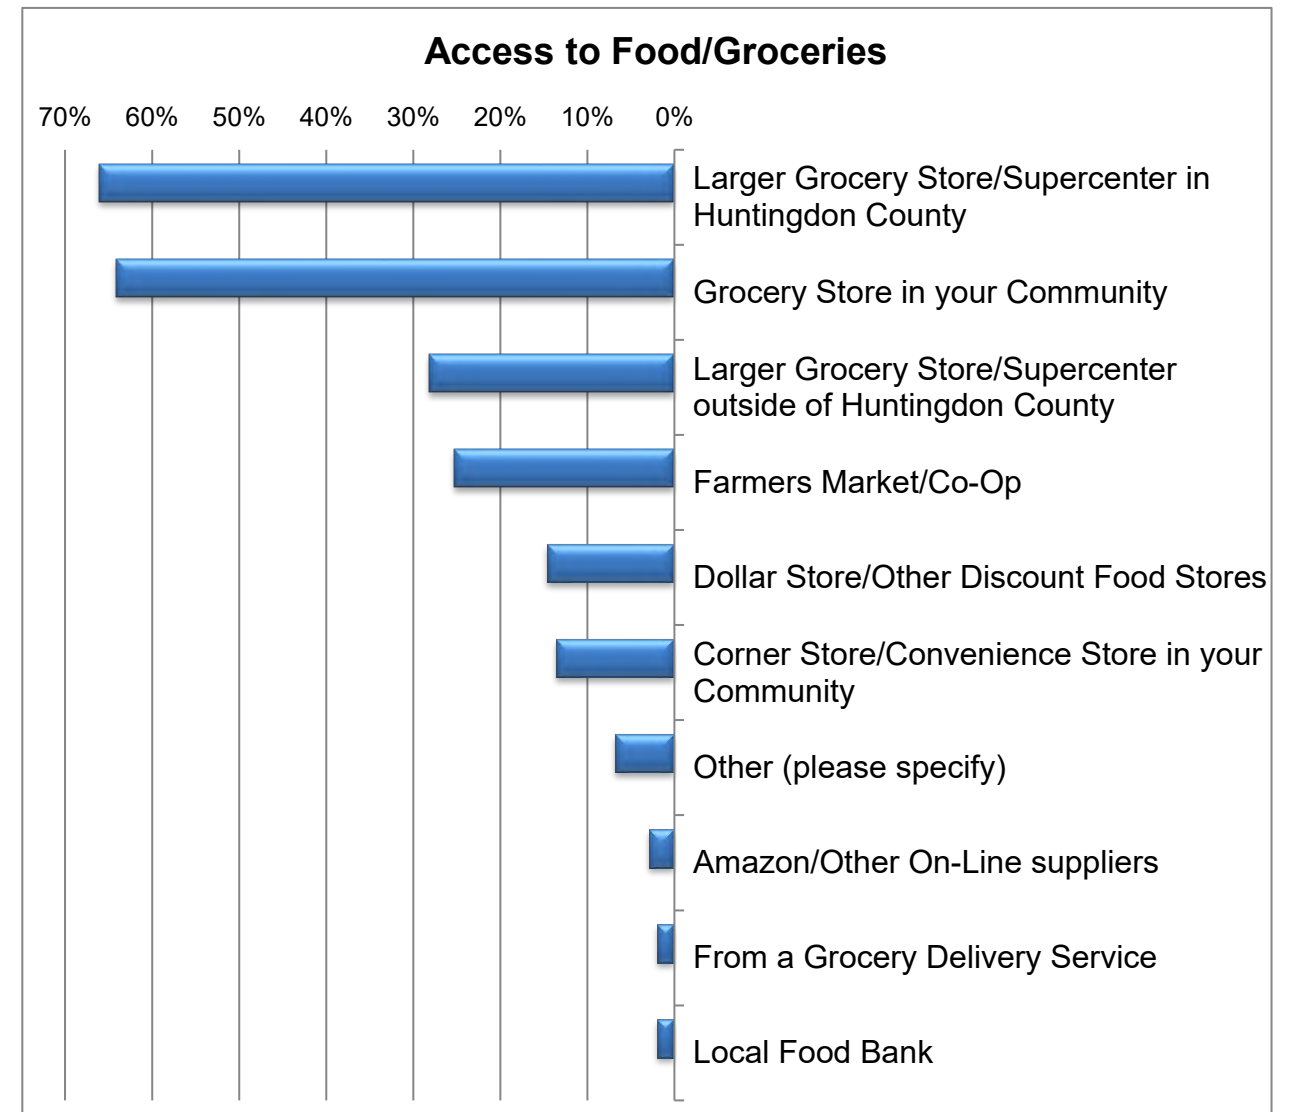 Access to Food/Groceries
70% 60% 50% 40% 30% 20% 10% 0%
Larger Grocery Store/Supercenter in
Huntingdon County
Grocery Store in your Community
Larger Grocery Store/Supercenter
outside of Huntingdon County
Farmers Market/Co-Op
Dollar Store/Other Discount Food Stores
Corner Store/Convenience Store in your
Community
Other (please specify)
Amazon/Other On-Line suppliers
From a Grocery Delivery Service
Local Food Bank